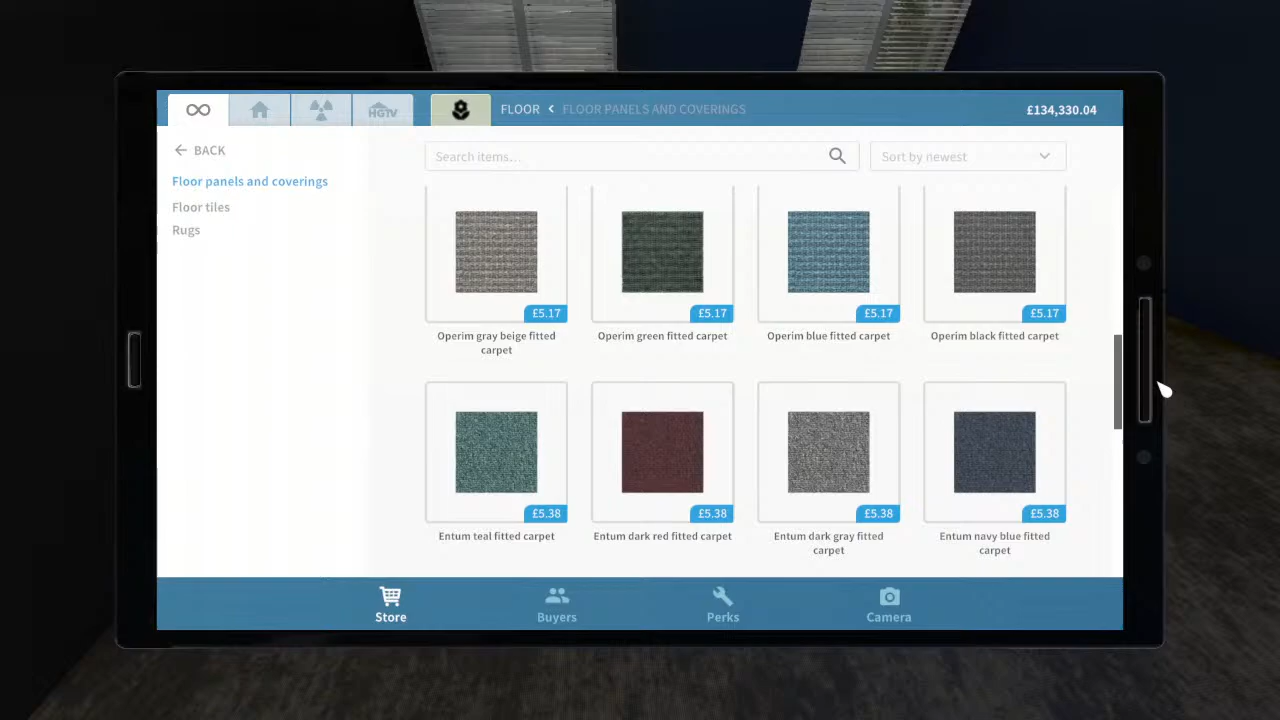 HGTV
FLOOR < FLOOR PANELS AND COVERINGS
£134,330.04
BACK
Search items...
Sort by newest
Floor panels and coverings
Floor tiles
Rugs
£5.17
£5.17
£5.17
£5.17
Operim gray beige fitted
carpet
Operim green fitted carpet
Operim blue fitted carpet
Operim black fitted carpet
£5.38
£5.38
£5.38
£5.38
Entum teal fitted carpet
Entum dark red fitted carpet
Entum dark gray fitted
carpet
Entum navy blue fitted
carpet
Store
Buyers
Perks
Camera